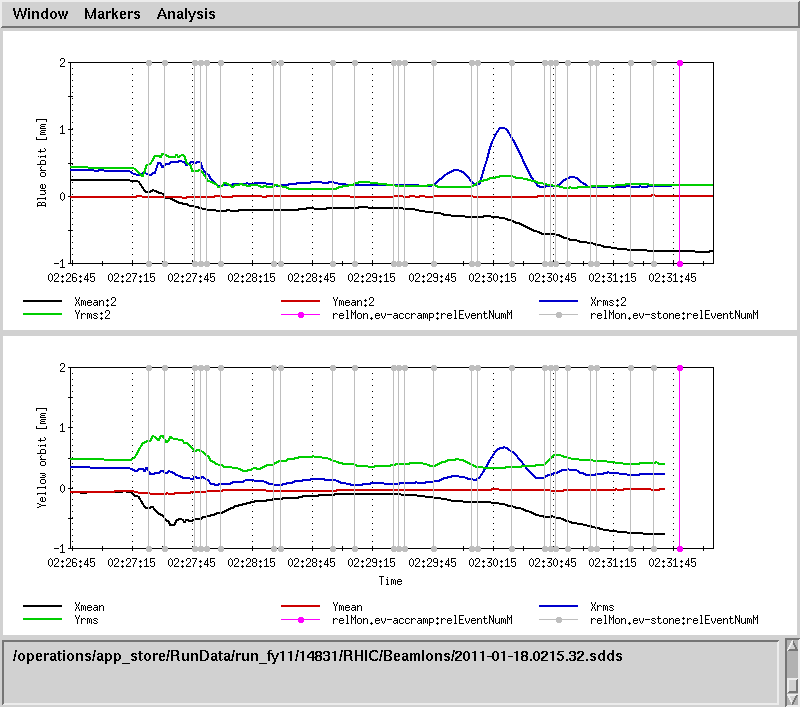 Window Markers Analysis
2
1
0
-1
Blue orbit [mm]
02:26:45 02:27:15 02:27:45 02:28:15 02:28:45 02:29:15 02:29:45 02:30:15 02:30:45 02:31:15 02:31:45
Xmean:2 Ymean:2 Xrms:2
Yrms:2 relMon.ev-accramp:relEventNumM relMon.ev-stone:relEventNumM
2
1
0
-1
Yellow orbit [mm]
02:26:45 02:27:15 02:27:45 02:28:15 02:28:45 02:29:15 02:29:45 02:30:15 02:30:45 02:31:15 02:31:45
Time
Xmean Ymean Xrms
Yrms relMon.ev-accramp:relEventNumM relMon.ev-stone:relEventNumM
/operations/app_store/RunData/run_fy11/14831/RHIC/BeamIons/2011-01-18.0215.32.sdds